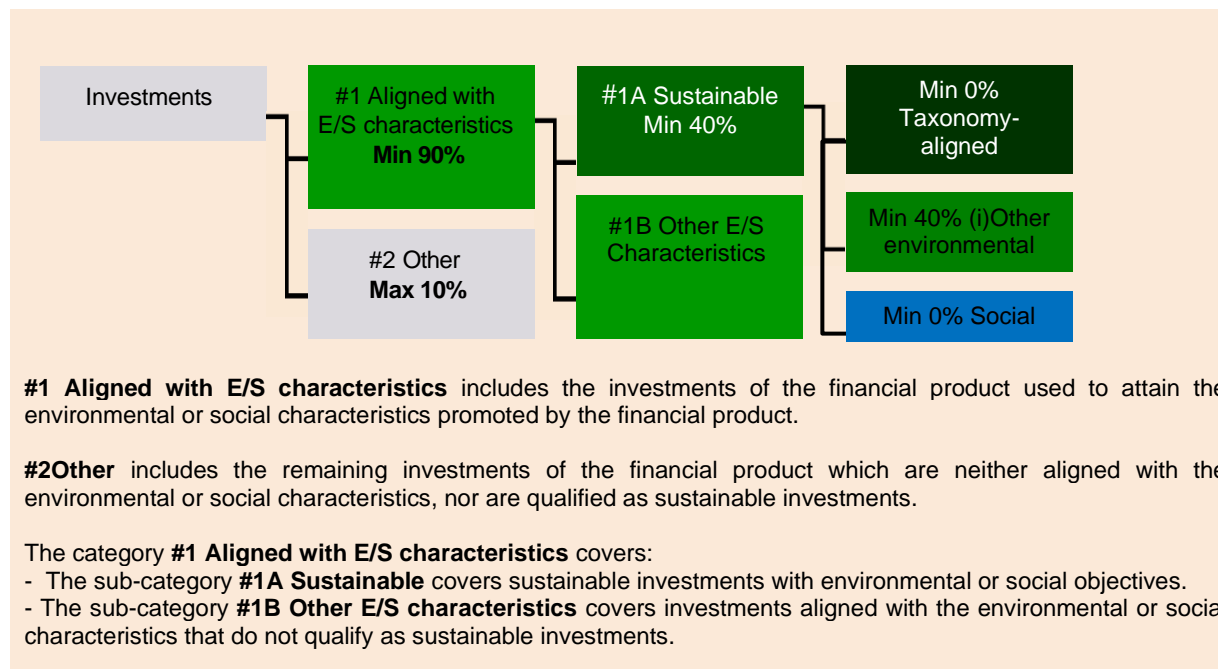 Investments
#1 Aligned with
E/S characteristics
Min 90%
#2 Other
Max 10%
#1A Sustainable
Min 40%
#1B Other E/S
Characteristics
Min 0%
Taxonomy-
aligned
Min 40% (i)Other
environmental
Min 0% Social
#1 Aligned with E/S characteristics includes the investments of the financial product used to attain the
environmental or social characteristics promoted by the financial product.
#2Other includes the remaining investments of the financial product which are neither aligned with the
environmental or social characteristics, nor are qualified as sustainable investments.
The category #1 Aligned with E/S characteristics covers:
- The sub-category #1A Sustainable covers sustainable investments with environmental or social objectives.
- The sub-category #1B Other E/S characteristics covers investments aligned with the environmental or social
characteristics that do not qualify as sustainable investments.